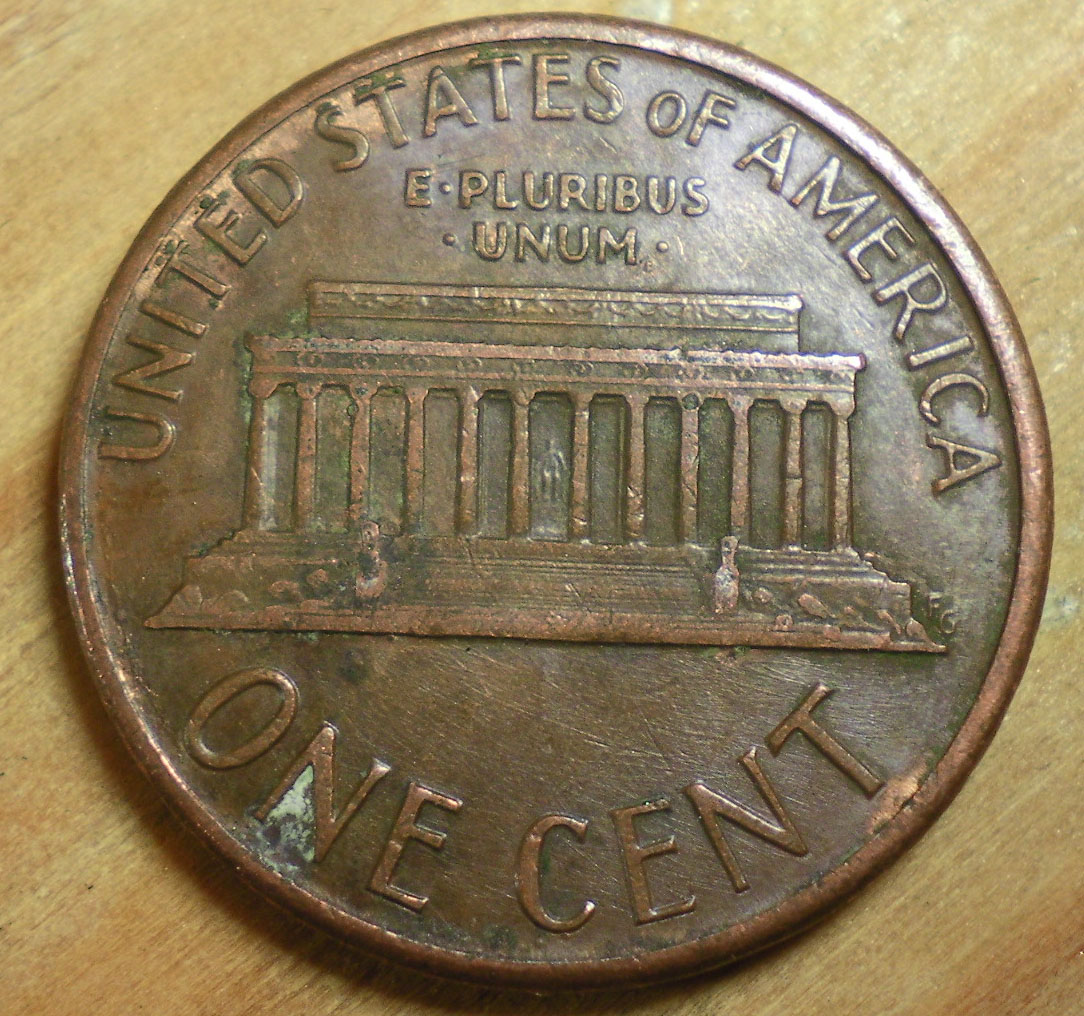 UNITED STATES OF AMERICA
E·PLURIBUS
·UNUM·
FG
ONE CENT